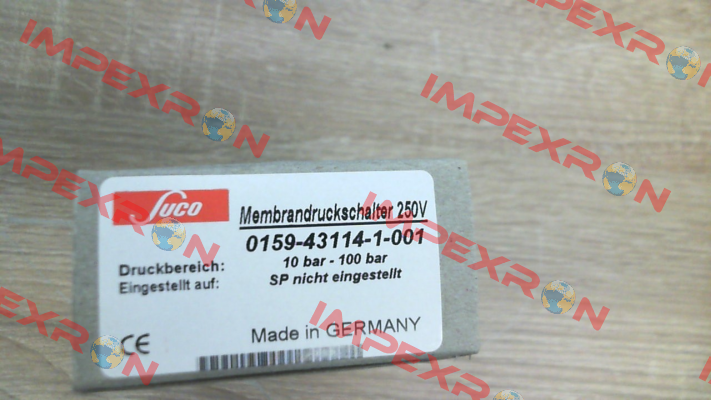 IMPEXRON
IMPEXRON
IMPEXRON
IMPEXRON
IMPEXRON
SUCO
Membrandruckschalter 250V
0159-43114-1-001
Druckbereich: 10 bar - 100 bar
Eingestellt auf: SP nicht eingestellt
CE
Made in GERMANY
IMPEXRON
IMPEXRON
IMPEXRON